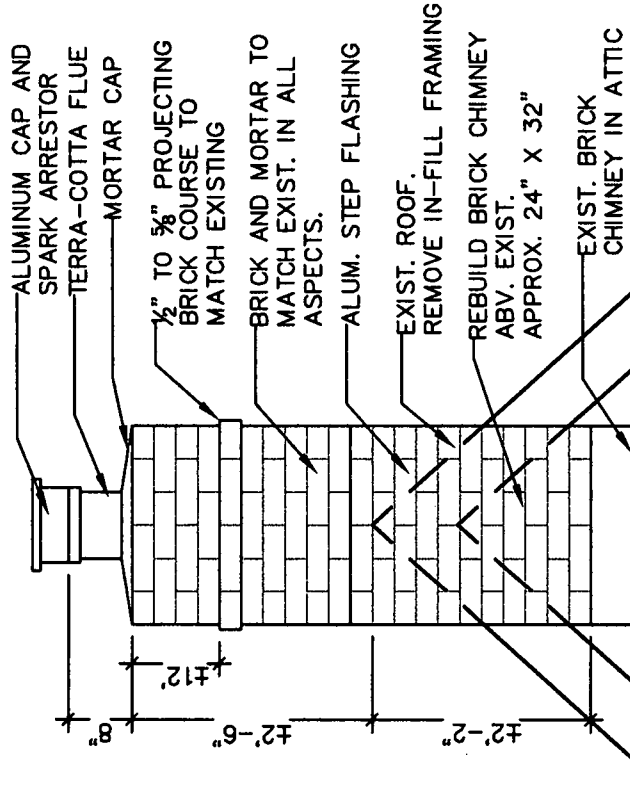 ALUMINUM CAP AND
SPARK ARRESTOR
TERRA-COTTA FLUE
MORTAR CAP
½" TO ⅝" PROJECTING
BRICK COURSE TO
MATCH EXISTING
BRICK AND MORTAR TO
MATCH EXIST. IN ALL
ASPECTS.
ALUM. STEP FLASHING
EXIST. ROOF.
REMOVE IN-FILL FRAMING
REBUILD BRICK CHIMNEY
ABV. EXIST.
APPROX. 24" X 32"
EXIST. BRICK
CHIMNEY IN ATTIC
8"
±12'
±2'-6"
±2'-2"